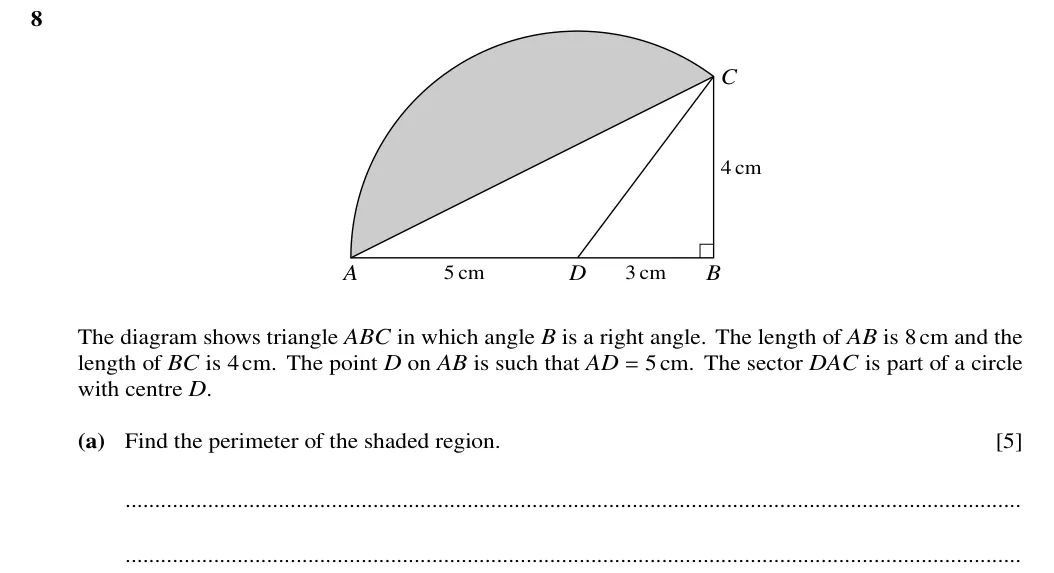 8
C
4 cm
A
5 cm
D
3 cm
B
The diagram shows triangle ABC in which angle B is a right angle. The length of AB is 8 cm and the
length of BC is 4 cm. The point D on AB is such that AD = 5 cm. The sector DAC is part of a circle
with centre D.
(a) Find the perimeter of the shaded region. [5]